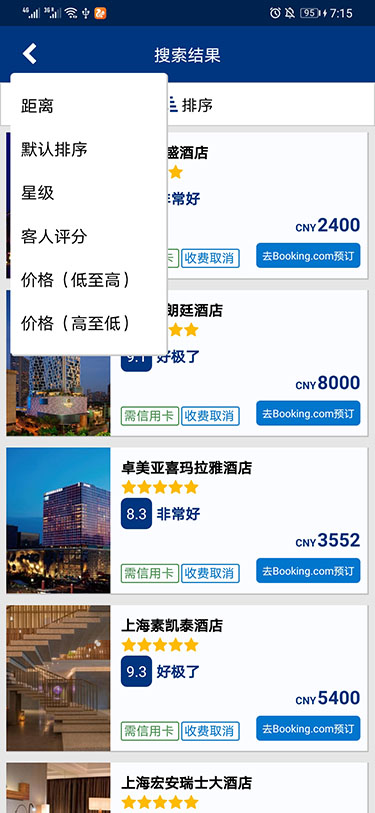 4G 3G 95 7:15
搜索结果
排序
距离
默认排序
星级
客人评分
价格（低至高）
价格（高至低）
盛酒店
非常好
CNY 2400
卡 收费取消 去Booking.com预订
朗廷酒店
9.1 好极了
CNY 8000
需信用卡 收费取消 去Booking.com预订
卓美亚喜玛拉雅酒店
8.3 非常好
CNY 3552
需信用卡 收费取消 去Booking.com预订
上海素凯泰酒店
9.3 好极了
CNY 5400
需信用卡 收费取消 去Booking.com预订
上海宏安瑞士大酒店